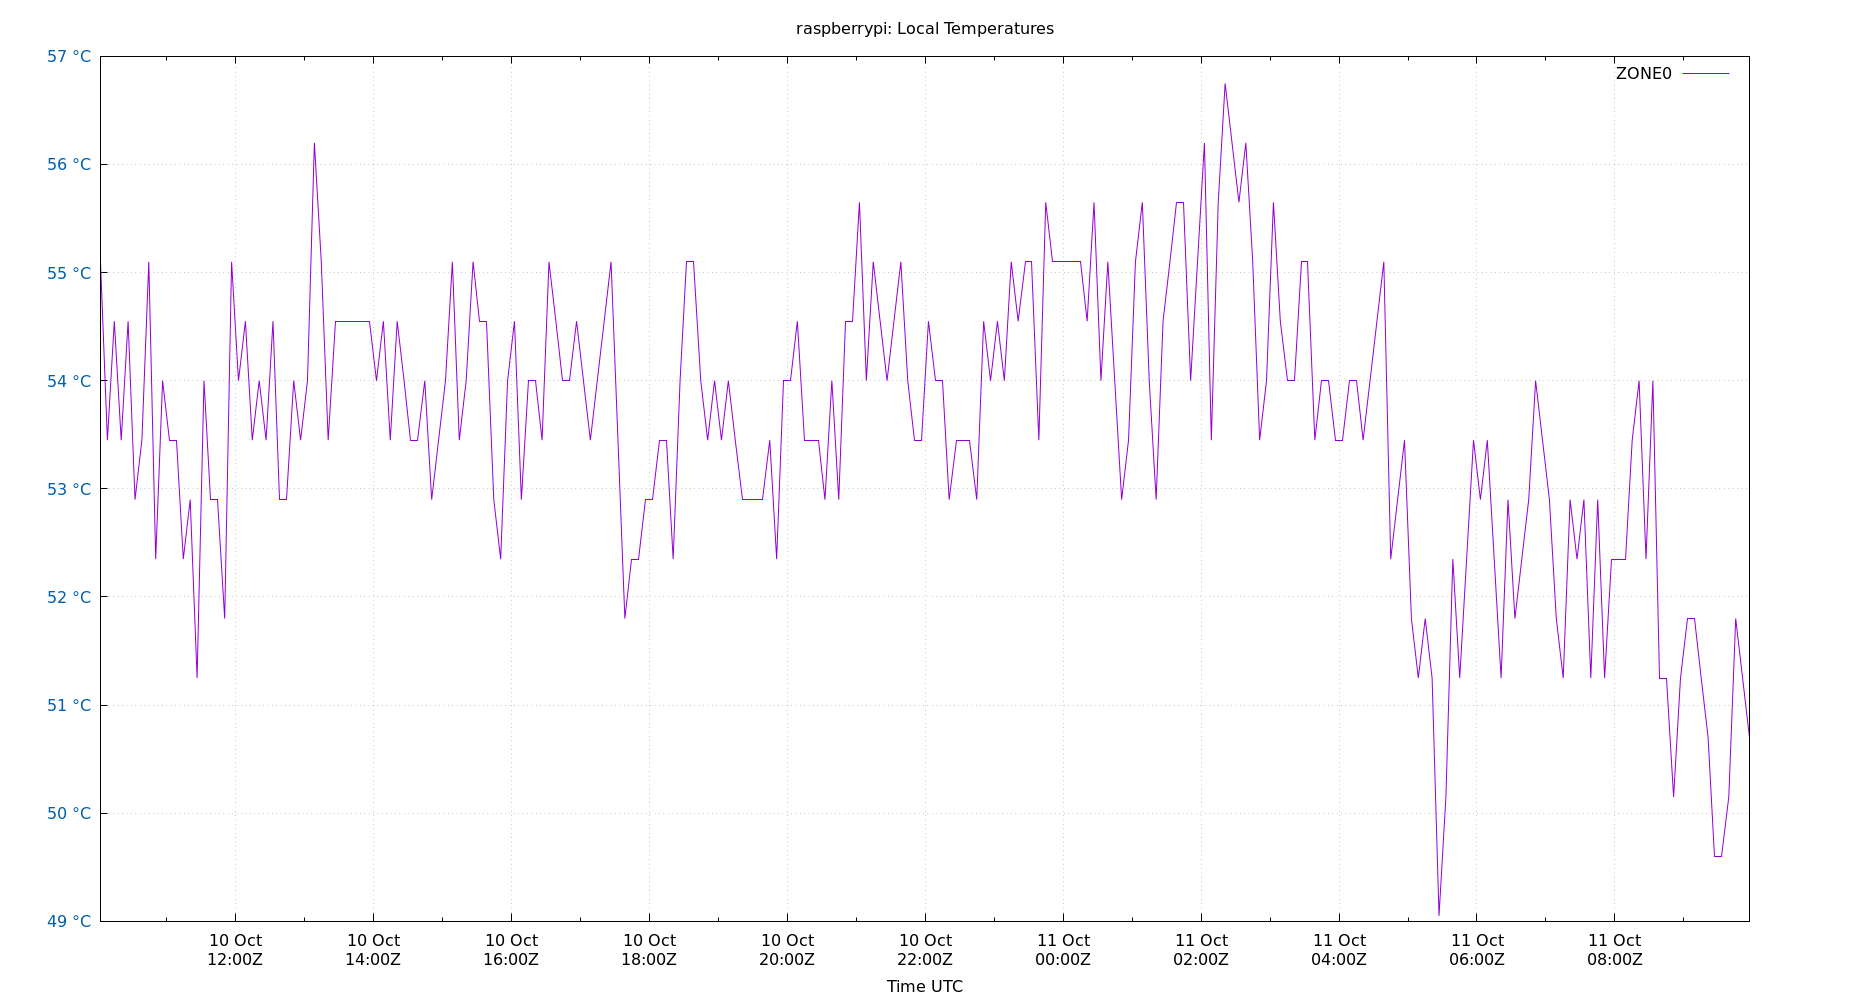 raspberrypi: Local Temperatures
57 °C
ZONE0
56 °C
55 °C
54 °C
53 °C
52 °C
51 °C
50 °C
49 °C
10 Oct 10 Oct 10 Oct 10 Oct 10 Oct 10 Oct 11 Oct 11 Oct 11 Oct 11 Oct 11 Oct
12:00Z 14:00Z 16:00Z 18:00Z 20:00Z 22:00Z 00:00Z 02:00Z 04:00Z 06:00Z 08:00Z
Time UTC